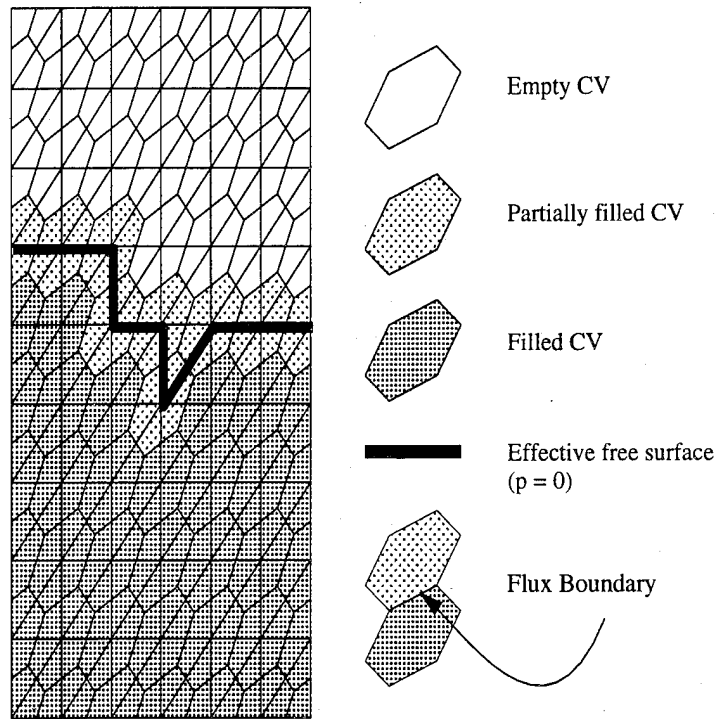 Empty CV
Partially filled CV
Filled CV
Effective free surface
(p = 0)
Flux Boundary